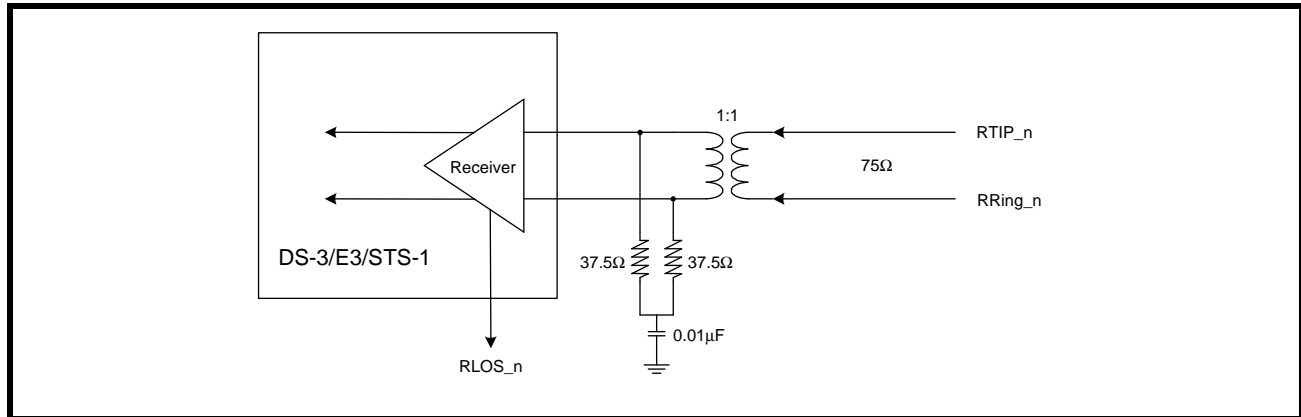 1:1
RTIP_n
Receiver
75Ω
RRing_n
DS-3/E3/STS-1
37.5Ω
37.5Ω
0.01µF
RLOS_n